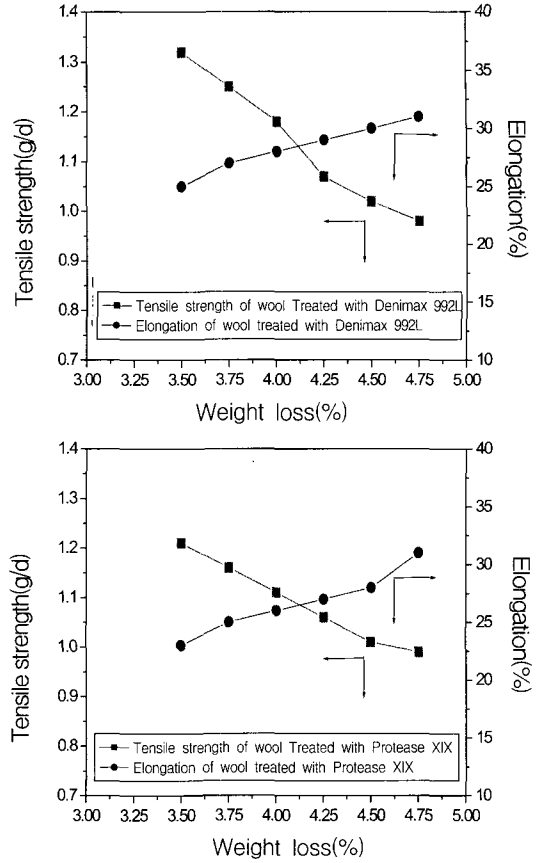 1.4
1.3
1.2
1.1
1.0
0.9
0.8
0.7
Tensile strength(g/d)
40
35
30
25
22
15
10
Elongation(%)
Tensile strength of wool Treated with Denimax 992L
Elongation of wool treated with Denimax 992L
3.00 3.25 3.50 3.75 4.00 4.25 4.50 4.75 5.00
Weight loss(%)
1.4
1.3
1.2
1.1
1.0
0.9
0.8
0.7
Tensile strength(g/d)
40
35
30
25
20
15
10
Elongation(%)
Tensile strength of wool Treated with Protease XIX
Elongation of wool treated with Protease XIX
3.00 3.25 3.50 3.75 4.00 4.25 4.50 4.75 5.00
Weight loss(%)